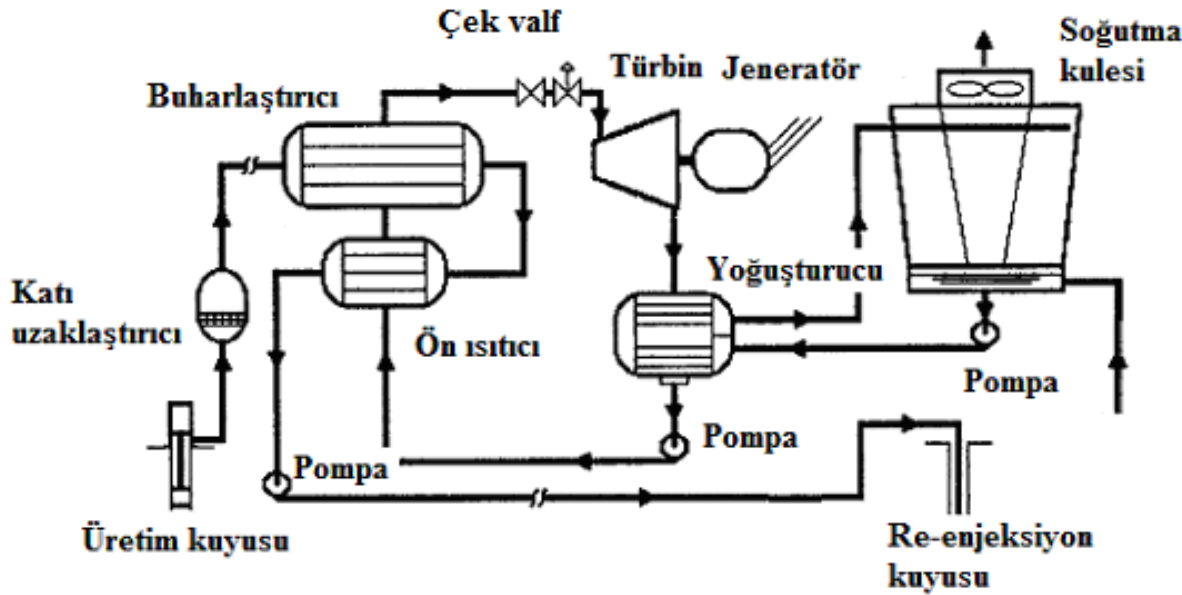 Çek valf
Soğutma
kulesi
Türbin Jeneratör
Buharlaştırıcı
Yoğuşturucu
Katı
uzaklaştırıcı
Ön ısıtıcı
Pompa
Pompa
Pompa
Üretim kuyusu
Re-enjeksiyon
kuyusu